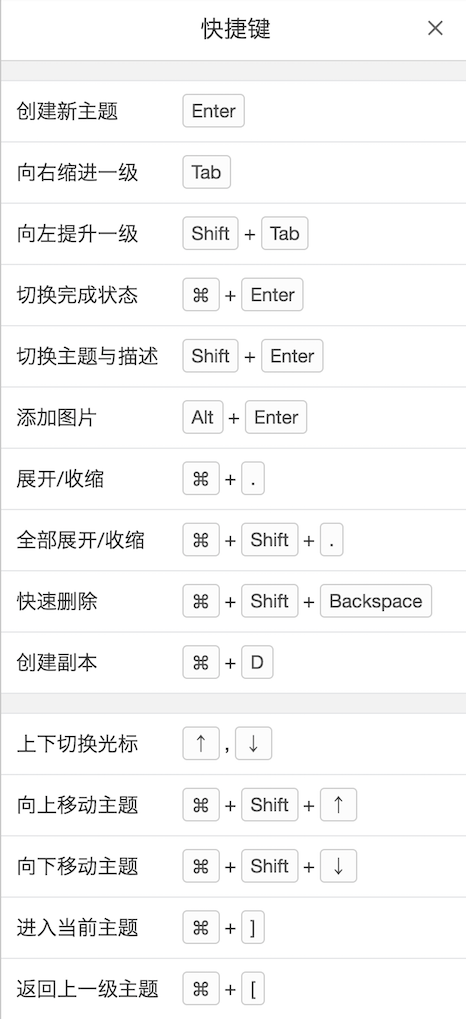 快捷键 ×
创建新主题 Enter
向右缩进一级 Tab
向左提升一级 Shift + Tab
切换完成状态 ⌘ + Enter
切换主题与描述 Shift + Enter
添加图片 Alt + Enter
展开/收缩 ⌘ + .
全部展开/收缩 ⌘ + Shift + .
快速删除 ⌘ + Shift + Backspace
创建副本 ⌘ + D
上下切换光标 ↑ , ↓
向上移动主题 ⌘ + Shift + ↑
向下移动主题 ⌘ + Shift + ↓
进入当前主题 ⌘ + ]
返回上一级主题 ⌘ + [